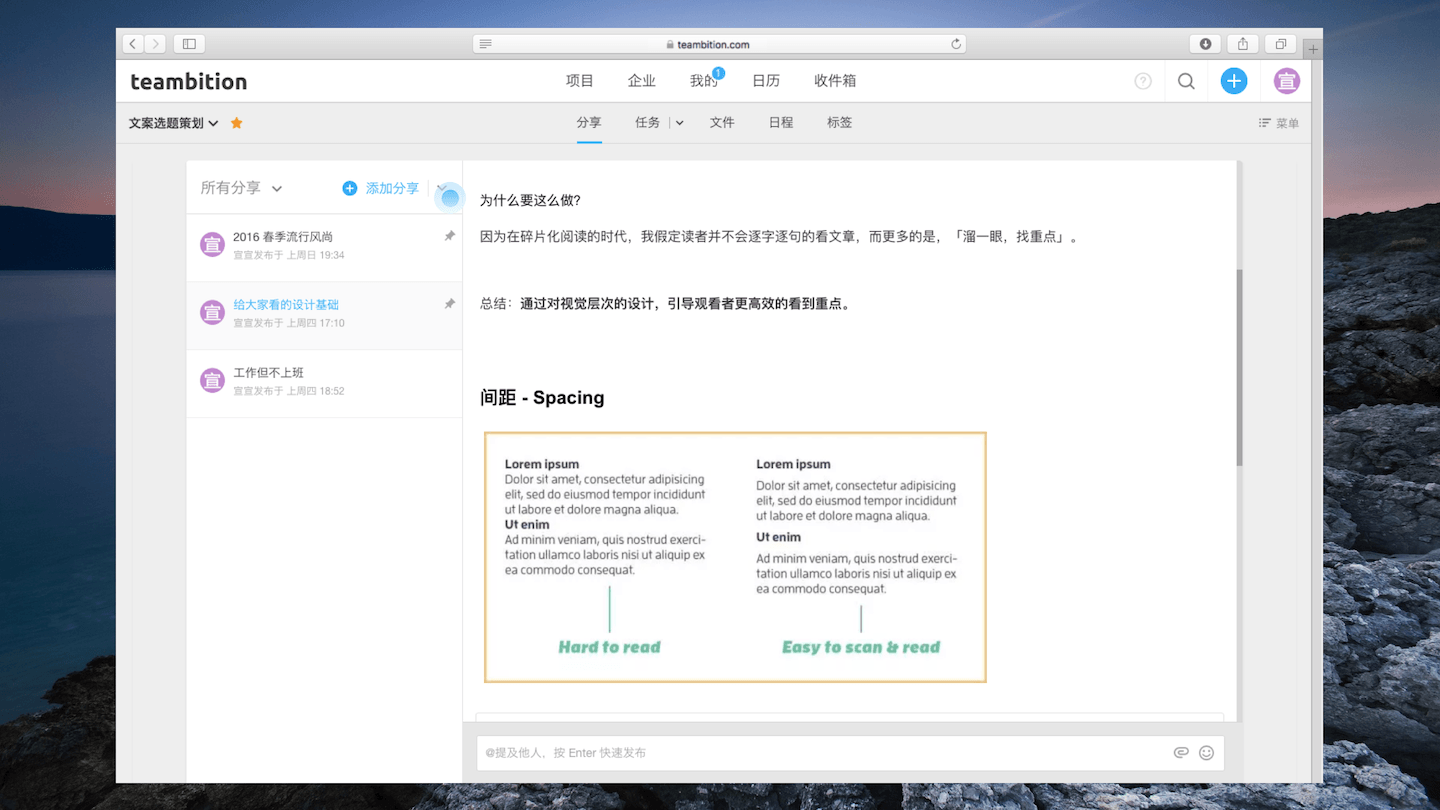 teambition.com
teambition
项目 企业 我的 1 日历 收件箱
宣
文案选题策划
分享 任务 文件 日程 标签
菜单
所有分享
添加分享
宣
2016 春季流行风尚
宣宣发布于 上周日 19:34
宣
给大家看的设计基础
宣宣发布于 上周四 17:10
宣
工作但不上班
宣宣发布于 上周四 18:52
为什么要这么做?
因为在碎片化阅读的时代，我假定读者并不会逐字逐句的看文章，而更多的是，「溜一眼，找重点」。
总结：通过对视觉层次的设计，引导观看者更高效的看到重点。
间距 - Spacing
Lorem ipsum
Dolor sit amet, consectetur adipisicing
elit, sed do eiusmod tempor incididunt
ut labore et dolore magna aliqua.
Ut enim
Ad minim veniam, quis nostrud exerci-
tation ullamco laboris nisi ut aliquip ex
ea commodo consequat.
Hard to read
Lorem ipsum
Dolor sit amet, consectetur adipisicing
elit, sed do eiusmod tempor incididunt
ut labore et dolore magna aliqua.
Ut enim
Ad minim veniam, quis nostrud exerci-
tation ullamco laboris nisi ut aliquip ex
ea commodo consequat.
Easy to scan & read
@提及他人，按 Enter 快速发布